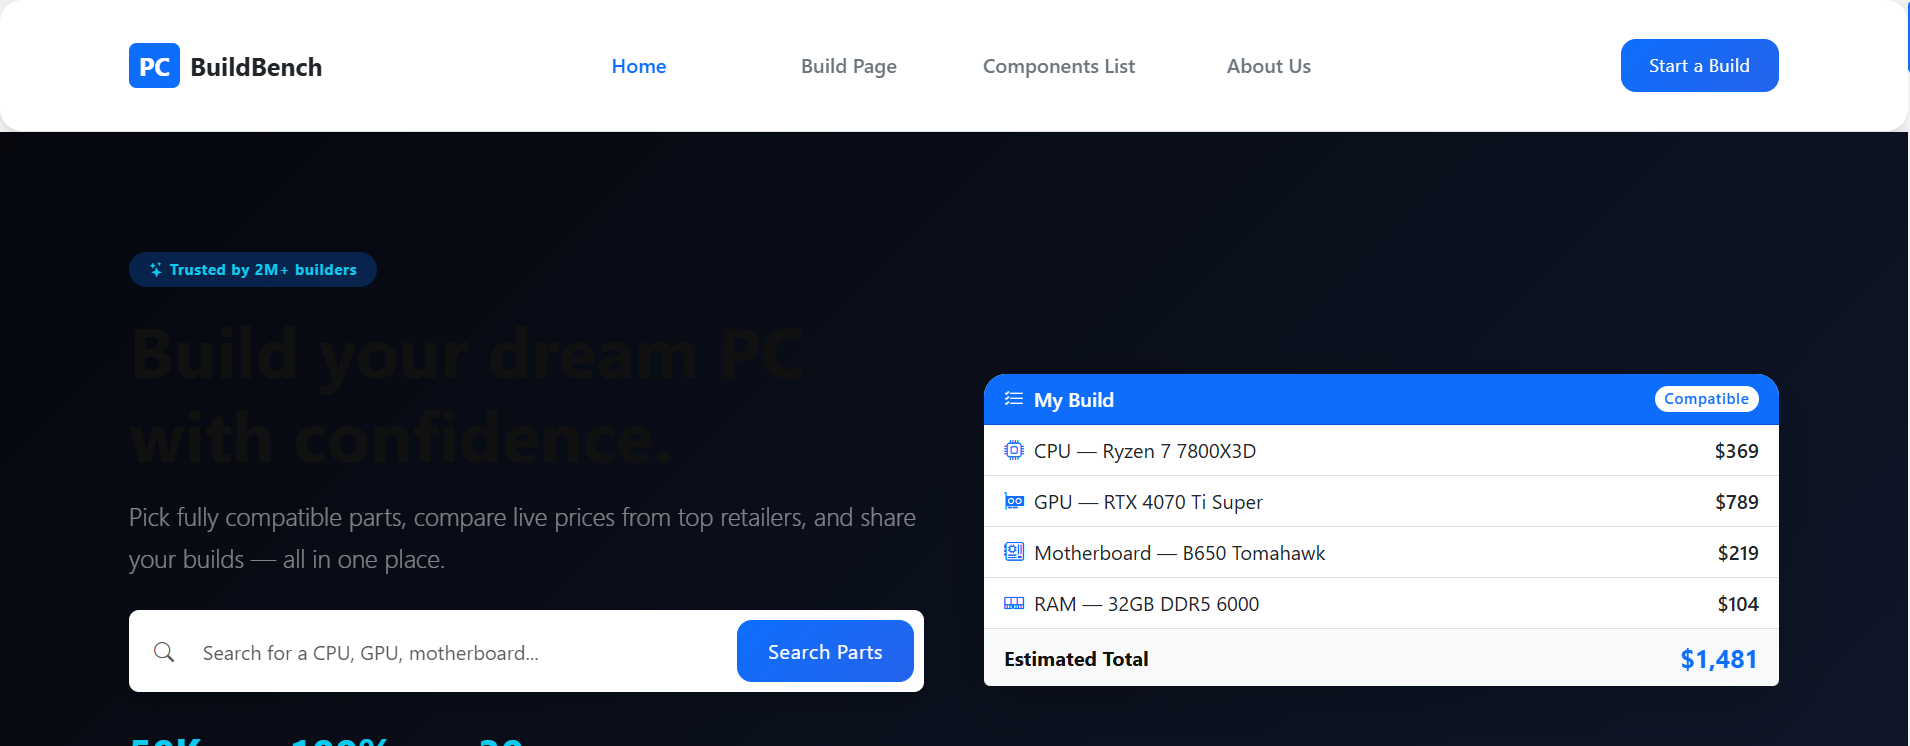 PC BuildBench
Home
Build Page
Components List
About Us
Start a Build
Trusted by 2M+ builders
Build your dream PC
with confidence.
Pick fully compatible parts, compare live prices from top retailers, and share
your builds — all in one place.
Search for a CPU, GPU, motherboard...
Search Parts
My Build
Compatible
CPU — Ryzen 7 7800X3D $369
GPU — RTX 4070 Ti Super $789
Motherboard — B650 Tomahawk $219
RAM — 32GB DDR5 6000 $104
Estimated Total $1,481